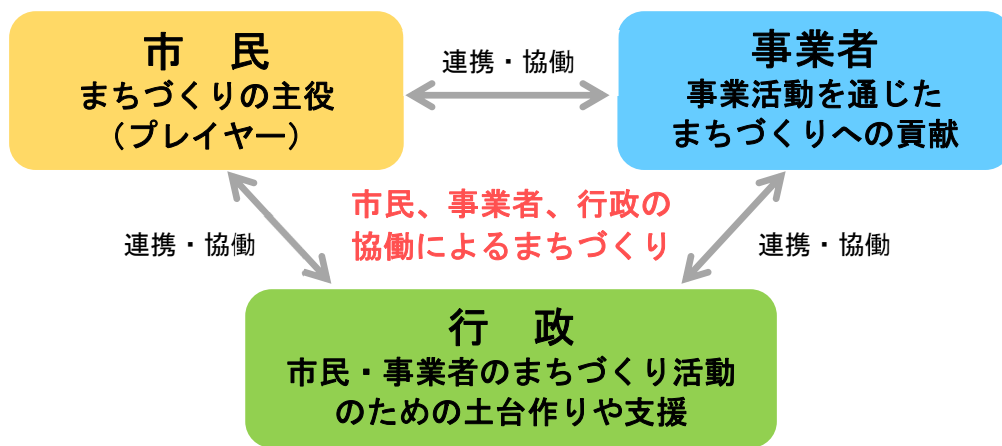 市　民
まちづくりの主役
（プレイヤー）
連携・協働
事業者
事業活動を通じた
まちづくりへの貢献
市民、事業者、行政の
協働によるまちづくり
連携・協働
連携・協働
行　政
市民・事業者のまちづくり活動
のための土台作りや支援